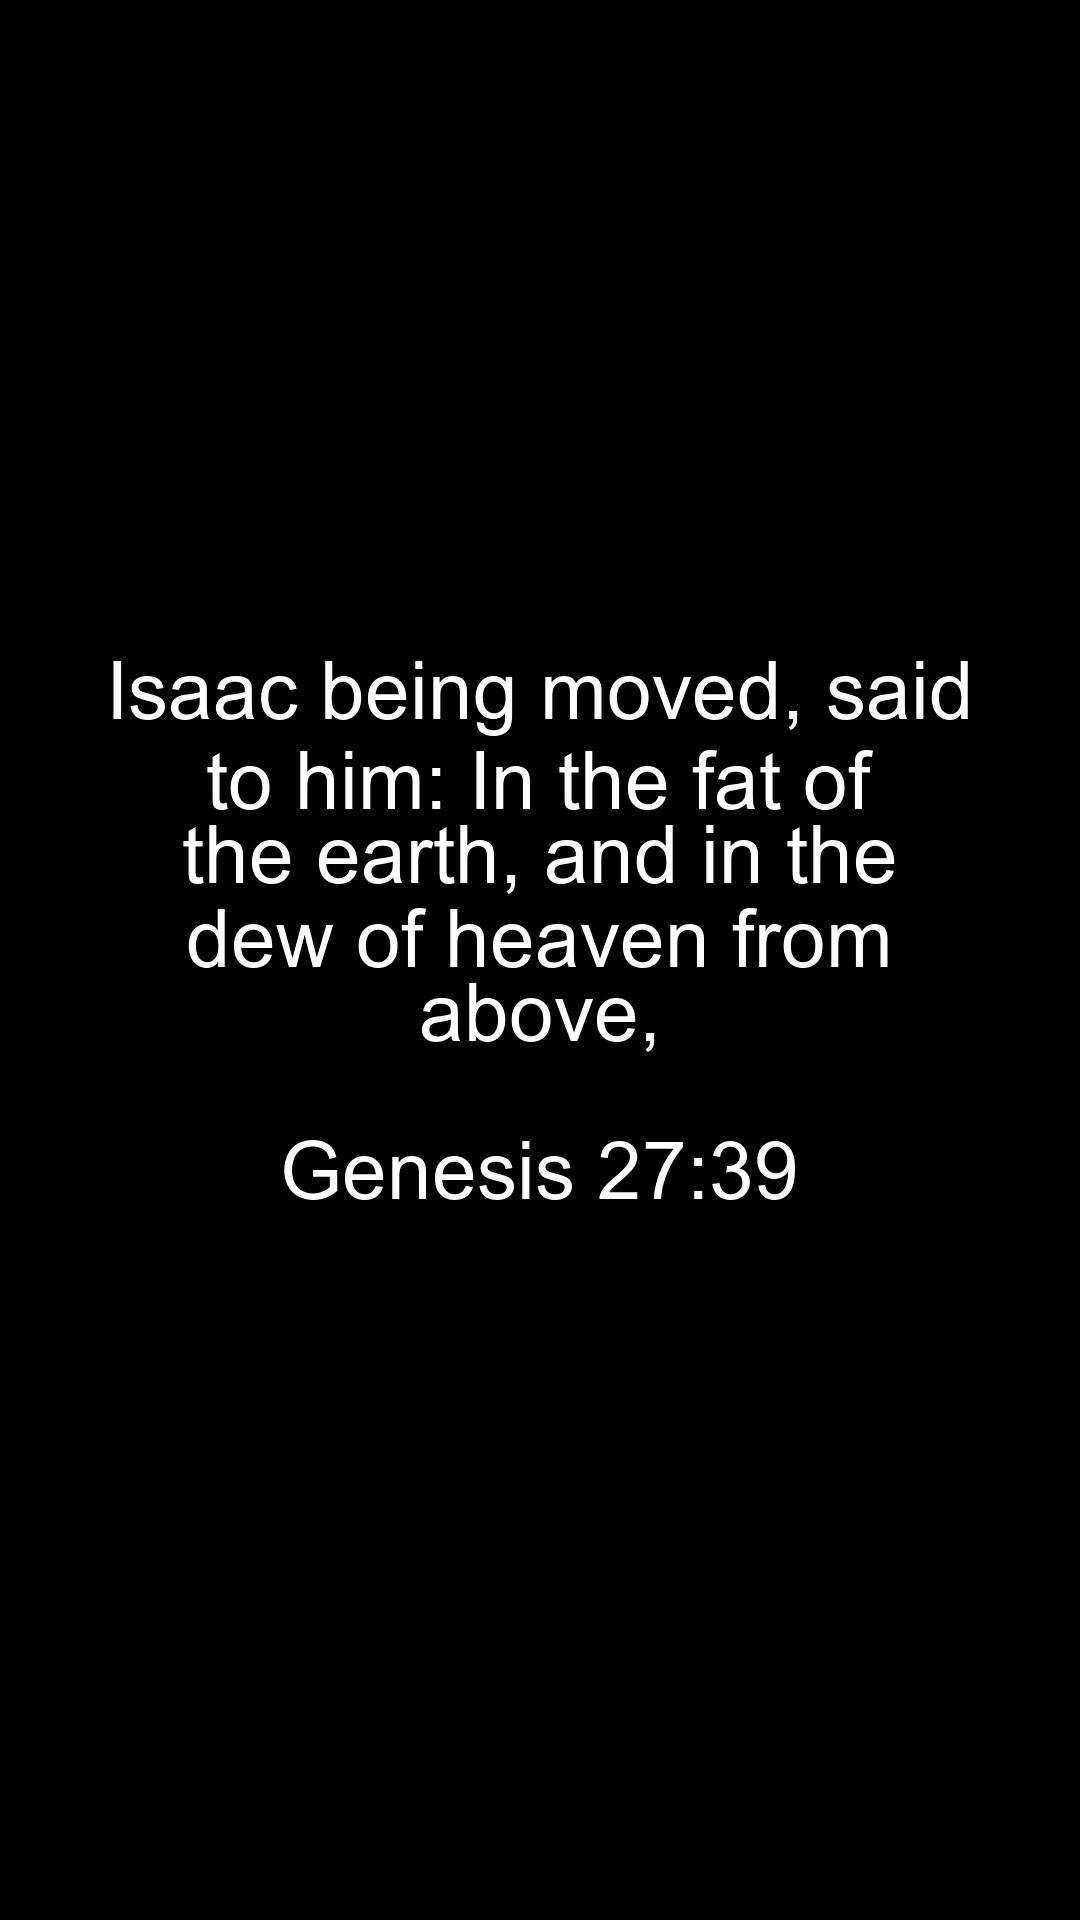 Isaac being moved, said
to him: In the fat of
the earth, and in the
dew of heaven from
above,
Genesis 27:39